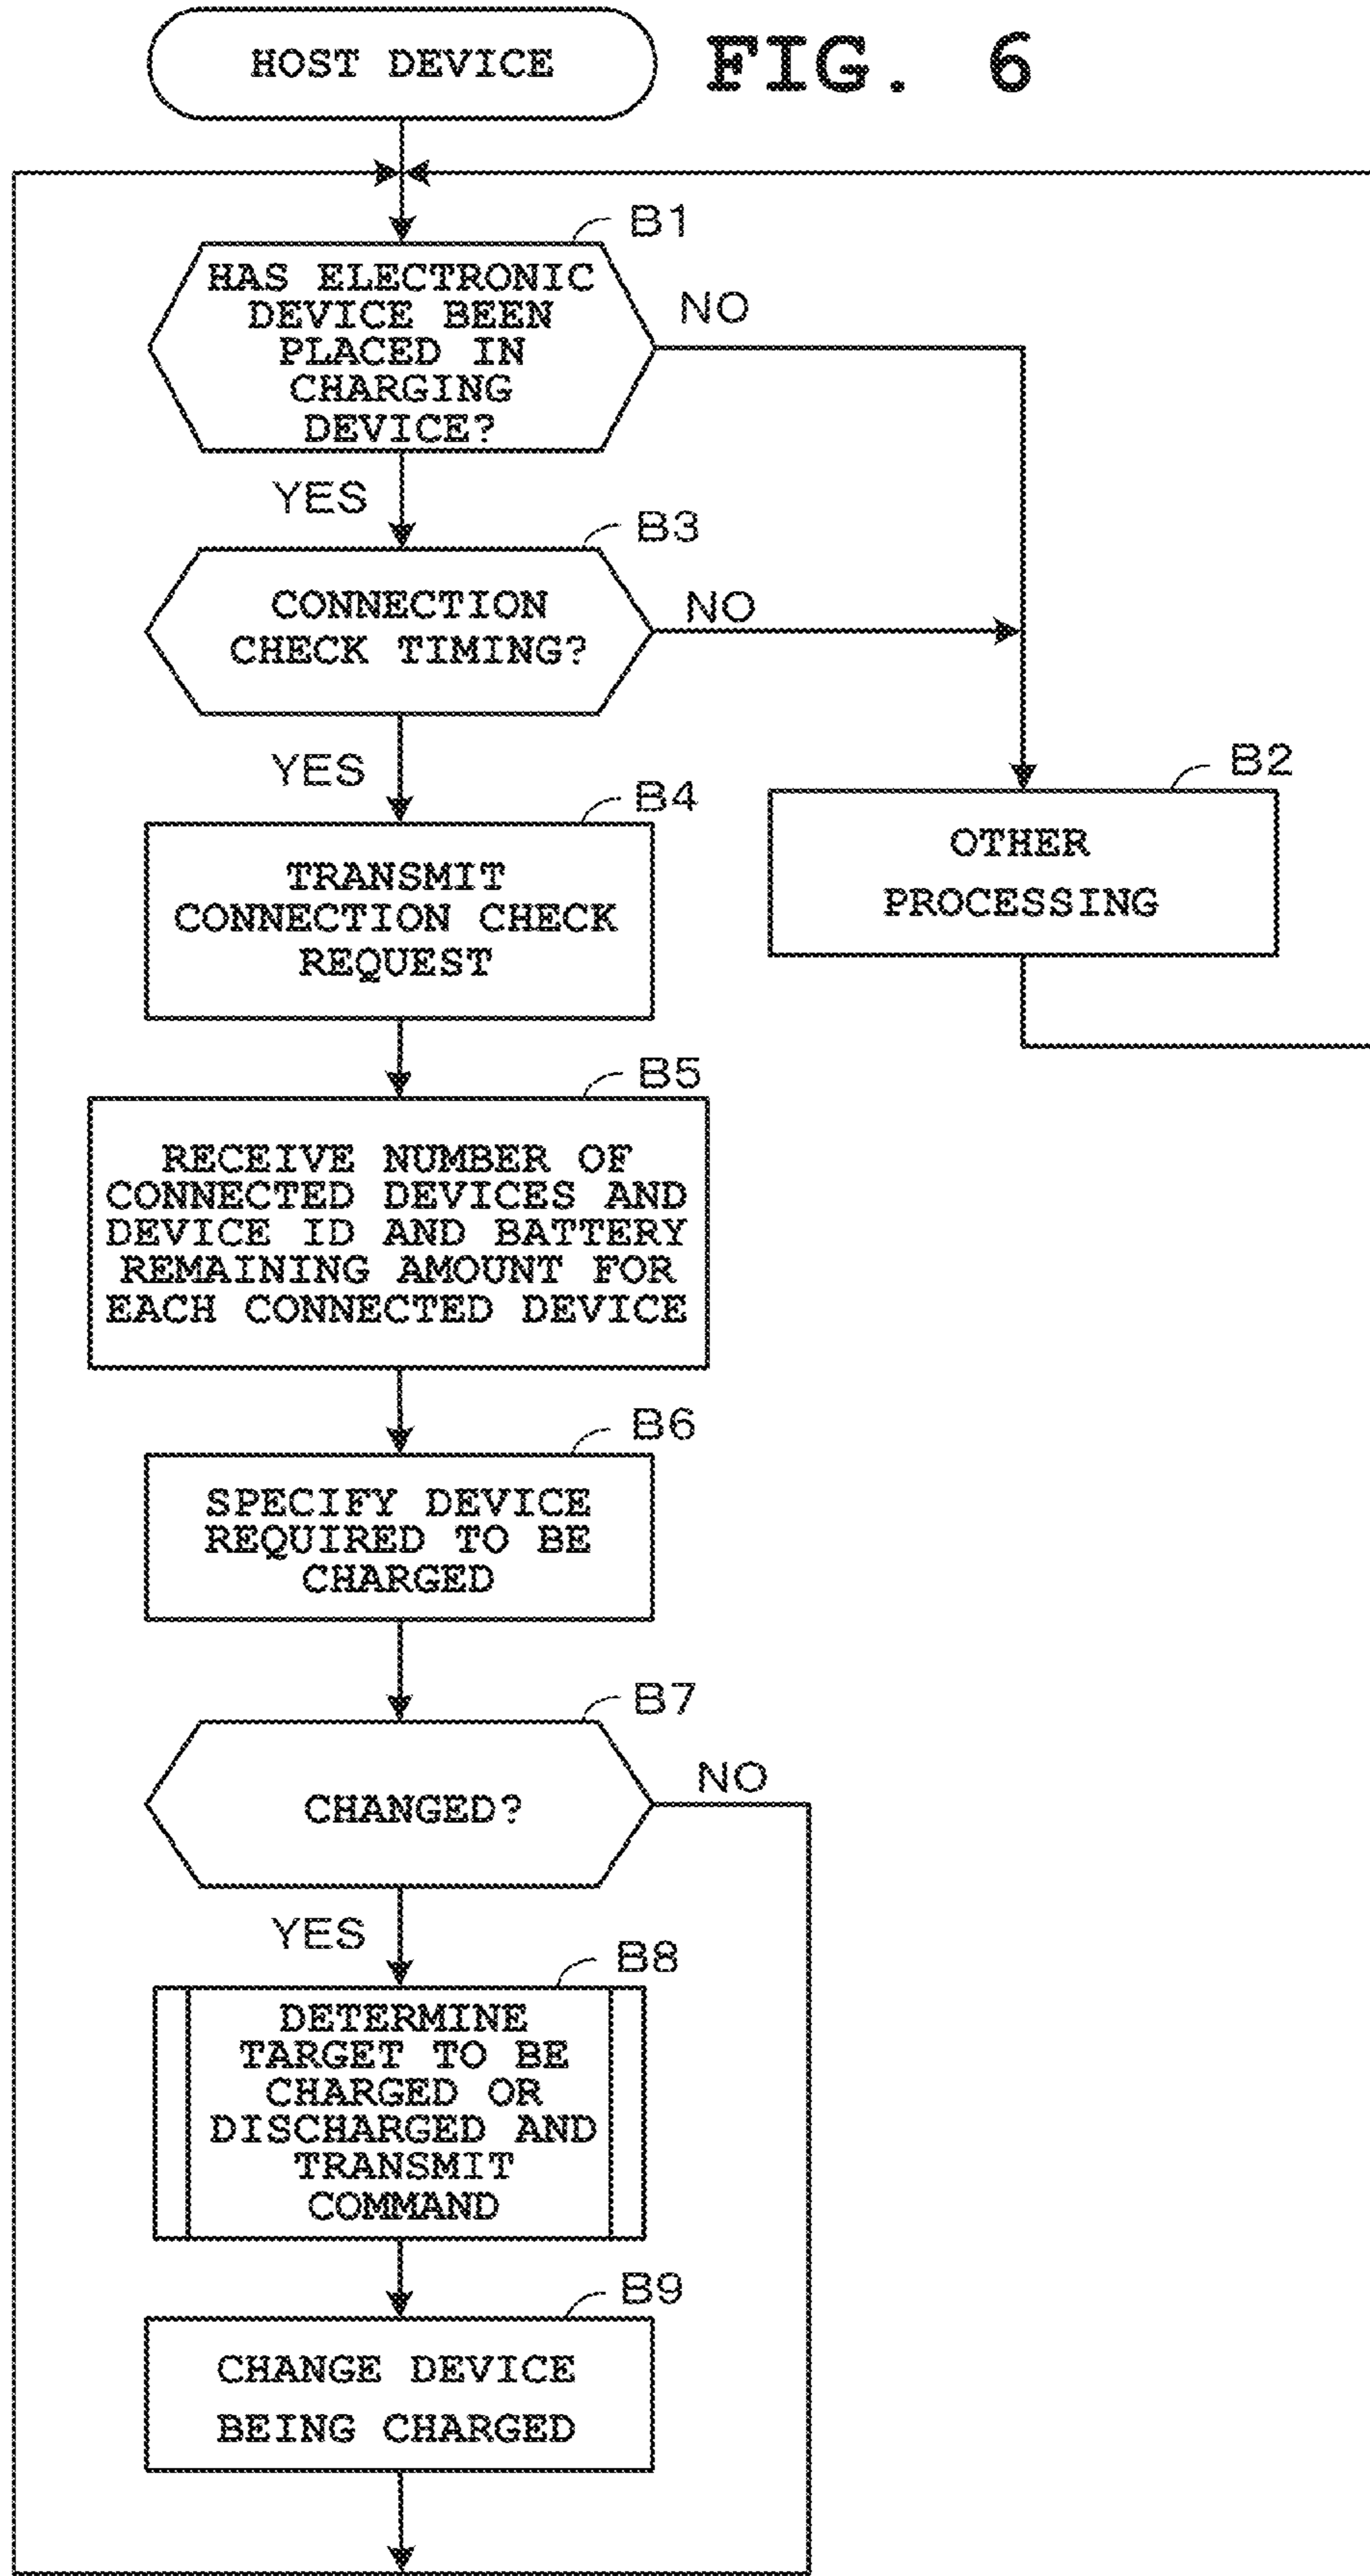 HOST DEVICE
FIG. 6
B1
HAS ELECTRONIC
DEVICE BEEN
PLACED IN
CHARGING
DEVICE?
NO
YES
B3
CONNECTION
CHECK TIMING?
NO
YES
B2
OTHER
PROCESSING
B4
TRANSMIT
CONNECTION CHECK
REQUEST
B5
RECEIVE NUMBER OF
CONNECTED DEVICES AND
DEVICE ID AND BATTERY
REMAINING AMOUNT FOR
EACH CONNECTED DEVICE
B6
SPECIFY DEVICE
REQUIRED TO BE
CHARGED
B7
CHANGED?
NO
YES
B8
DETERMINE
TARGET TO BE
CHARGED OR
DISCHARGED AND
TRANSMIT
COMMAND
B9
CHANGE DEVICE
BEING CHARGED